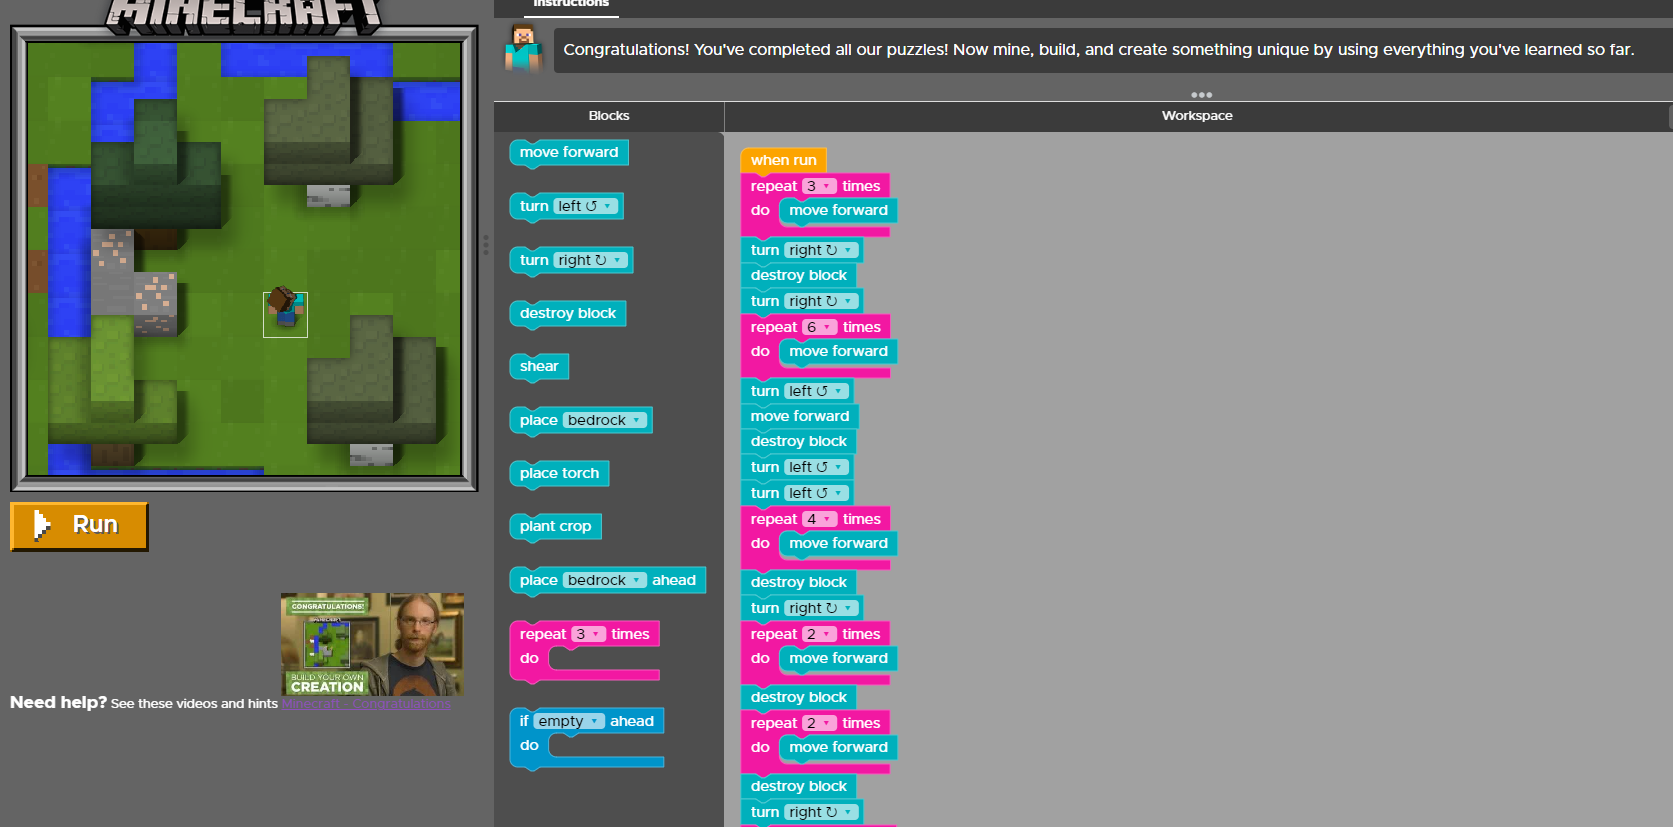 MINECRAFT
Instructions
Congratulations! You've completed all our puzzles! Now mine, build, and create something unique by using everything you've learned so far.
Blocks
Workspace
move forward
turn left ↺
turn right ↻
destroy block
shear
place bedrock
place torch
plant crop
place bedrock ahead
repeat 3 times
do
if empty ahead
do
when run
repeat 3 times
do move forward
turn right ↻
destroy block
turn right ↻
repeat 6 times
do move forward
turn left ↺
move forward
destroy block
turn left ↺
turn left ↺
repeat 4 times
do move forward
destroy block
turn right ↻
repeat 2 times
do move forward
destroy block
repeat 2 times
do move forward
destroy block
turn right ↻
Run
CONGRATULATIONS!
BUILD YOUR OWN
CREATION
Need help? See these videos and hints Minecraft - Congratulations